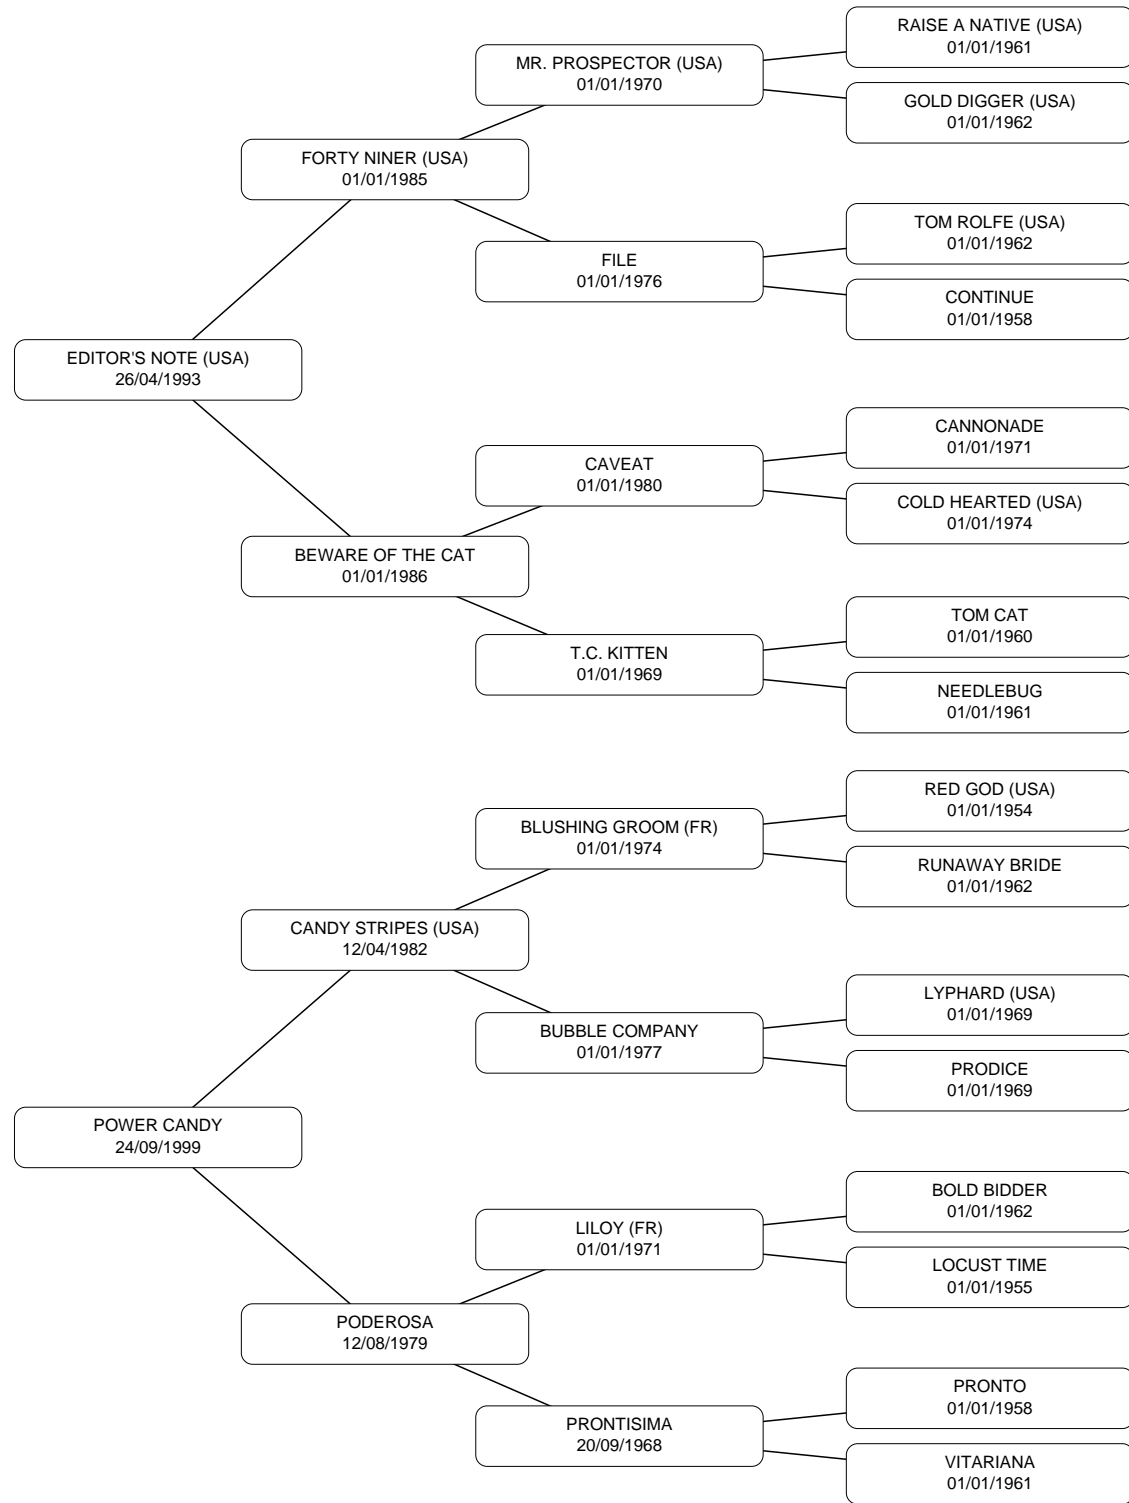 RAISE A NATIVE (USA)
01/01/1961
MR. PROSPECTOR (USA)
01/01/1970
GOLD DIGGER (USA)
01/01/1962
FORTY NINER (USA)
01/01/1985
TOM ROLFE (USA)
01/01/1962
FILE
01/01/1976
CONTINUE
01/01/1958
EDITOR'S NOTE (USA)
26/04/1993
CANNONADE
01/01/1971
CAVEAT
01/01/1980
COLD HEARTED (USA)
01/01/1974
BEWARE OF THE CAT
01/01/1986
TOM CAT
01/01/1960
T.C. KITTEN
01/01/1969
NEEDLEBUG
01/01/1961
RED GOD (USA)
01/01/1954
BLUSHING GROOM (FR)
01/01/1974
RUNAWAY BRIDE
01/01/1962
CANDY STRIPES (USA)
12/04/1982
LYPHARD (USA)
01/01/1969
BUBBLE COMPANY
01/01/1977
PRODICE
01/01/1969
POWER CANDY
24/09/1999
BOLD BIDDER
01/01/1962
LILOY (FR)
01/01/1971
LOCUST TIME
01/01/1955
PODEROSA
12/08/1979
PRONTO
01/01/1958
PRONTISIMA
20/09/1968
VITARIANA
01/01/1961